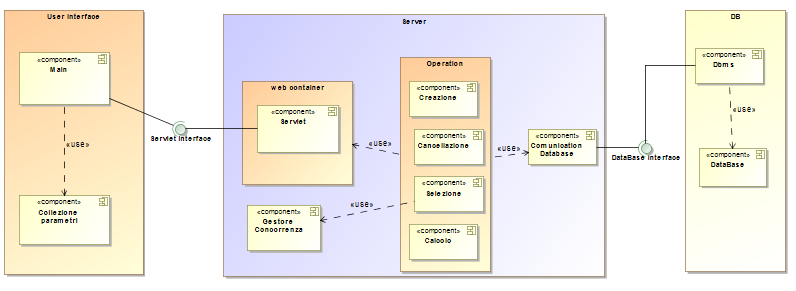 User Interface
«component»
Main
«use»
«component»
Collezione
parametri
Servlet Interface
Server
web container
«component»
Servlet
«component»
Gestore
Concorrenza
«use»
«use»
Operation
«component»
Creazione
«component»
Cancellazione
«component»
Selezione
«component»
Calcolo
«use»
«component»
Comunication
Database
DataBase Interface
DB
«component»
Dbms
«use»
«component»
DataBase